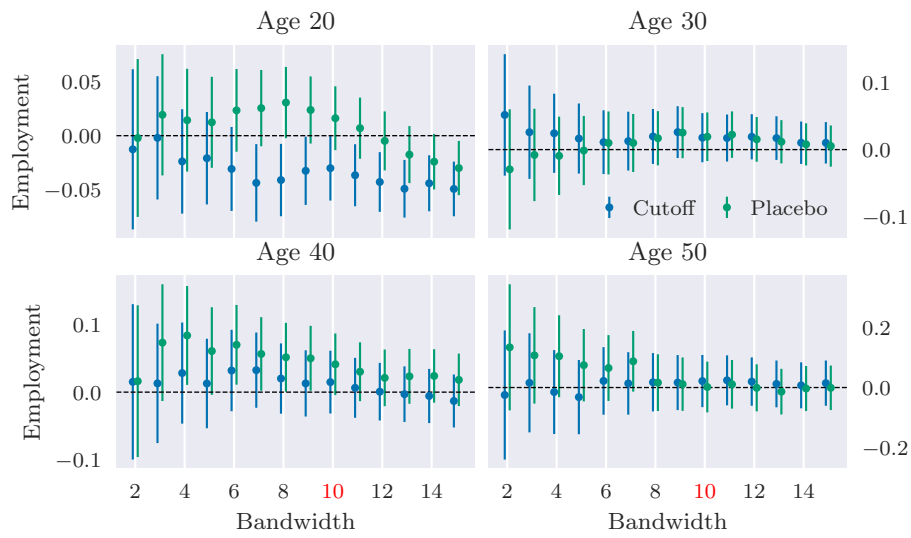 Age 20
Age 30
Employment
0.05
0.00
−0.05
0.1
0.0
−0.1
Cutoff
Placebo
Age 40
Age 50
Employment
0.1
0.0
−0.1
0.2
0.0
−0.2
2 4 6 8 10 12 14
2 4 6 8 10 12 14
Bandwidth
Bandwidth